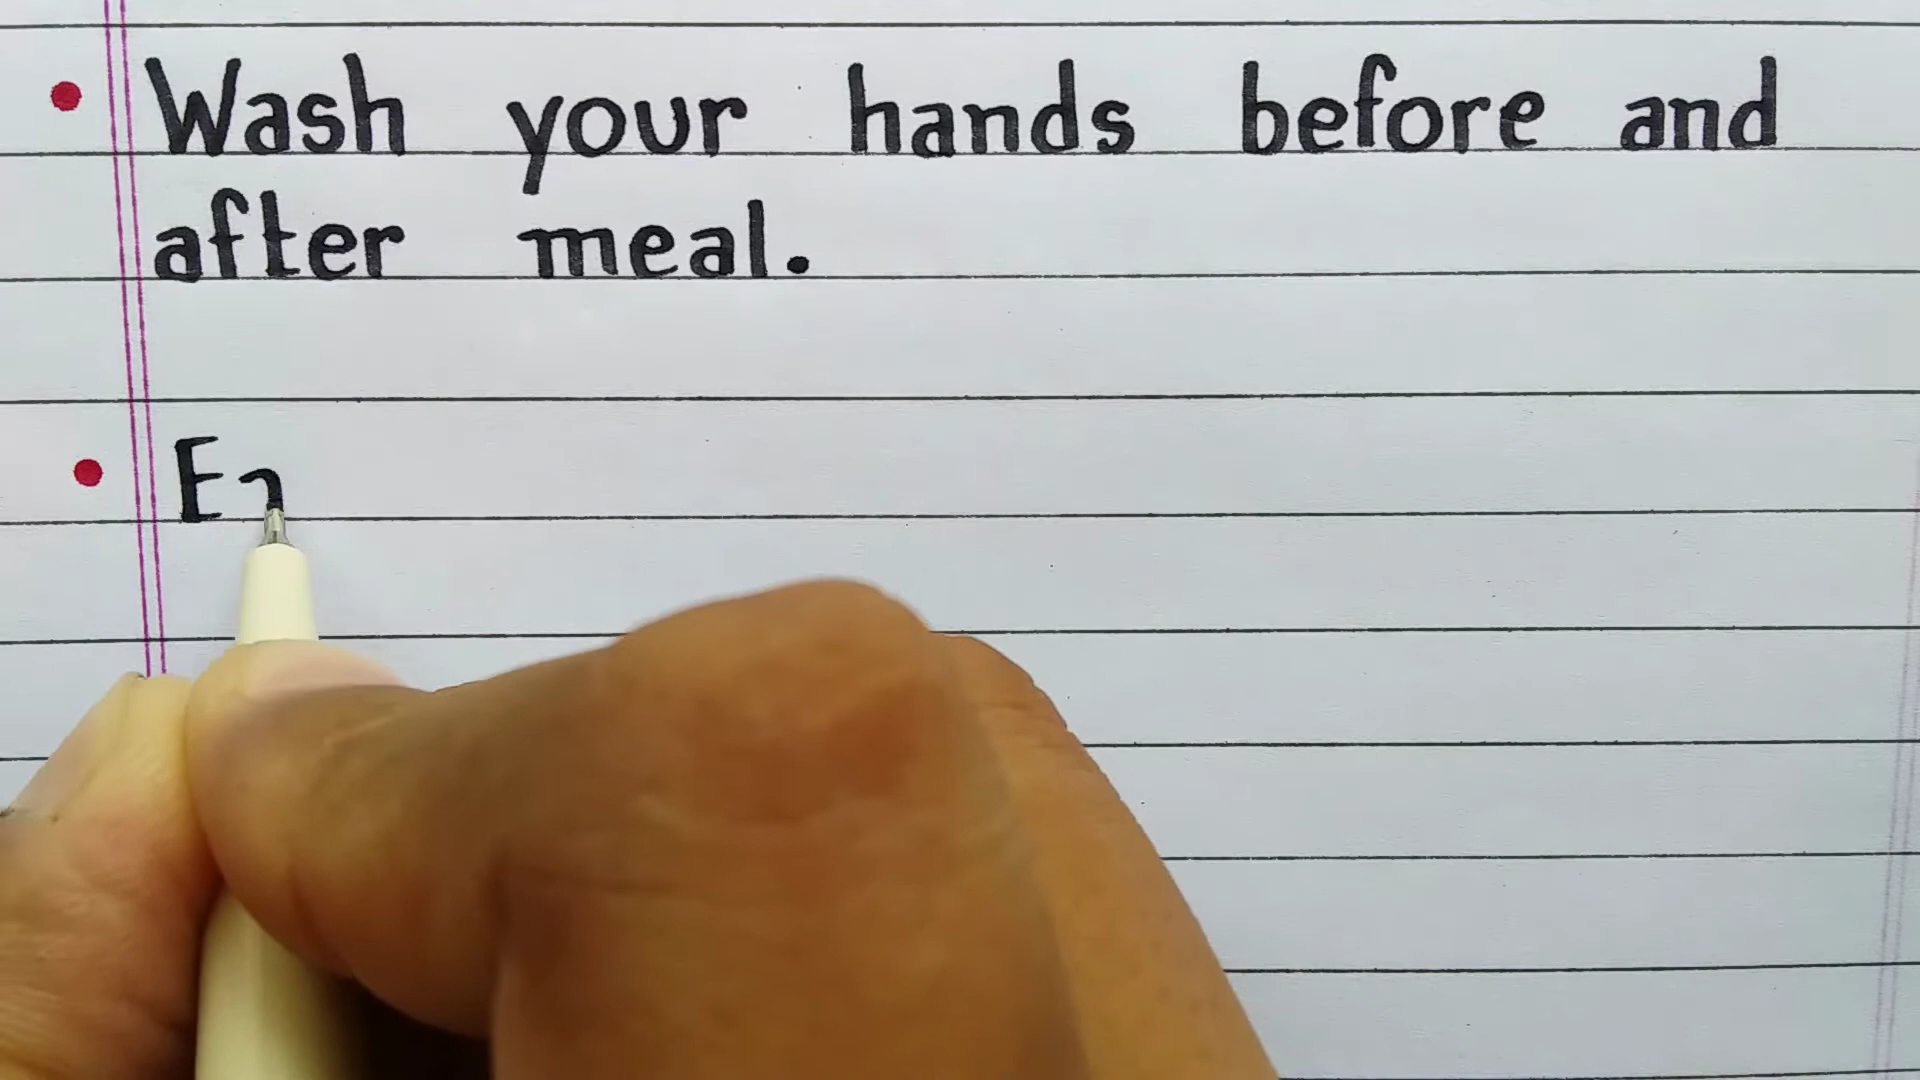 • Wash your hands before and
after meal.
• E